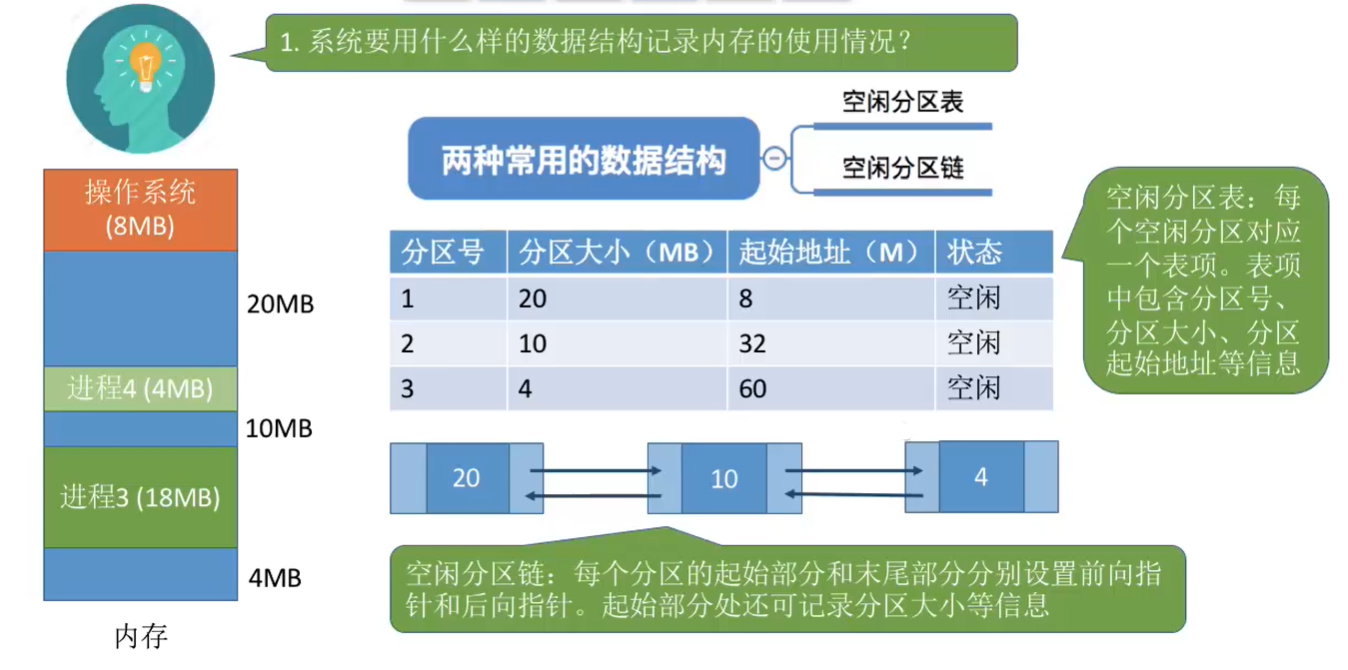 1. 系统要用什么样的数据结构记录内存的使用情况？
空闲分区表
两种常用的数据结构
空闲分区链
操作系统
(8MB)
20MB
进程4 (4MB)
10MB
进程3 (18MB)
4MB
内存
分区号 分区大小（MB） 起始地址（M） 状态
1 20 8 空闲
2 10 32 空闲
3 4 60 空闲
空闲分区表：每
个空闲分区对应
一个表项。表项
中包含分区号、
分区大小、分区
起始地址等信息
20 10 4
空闲分区链：每个分区的起始部分和末尾部分分别设置前向指
针和后向指针。起始部分处还可记录分区大小等信息